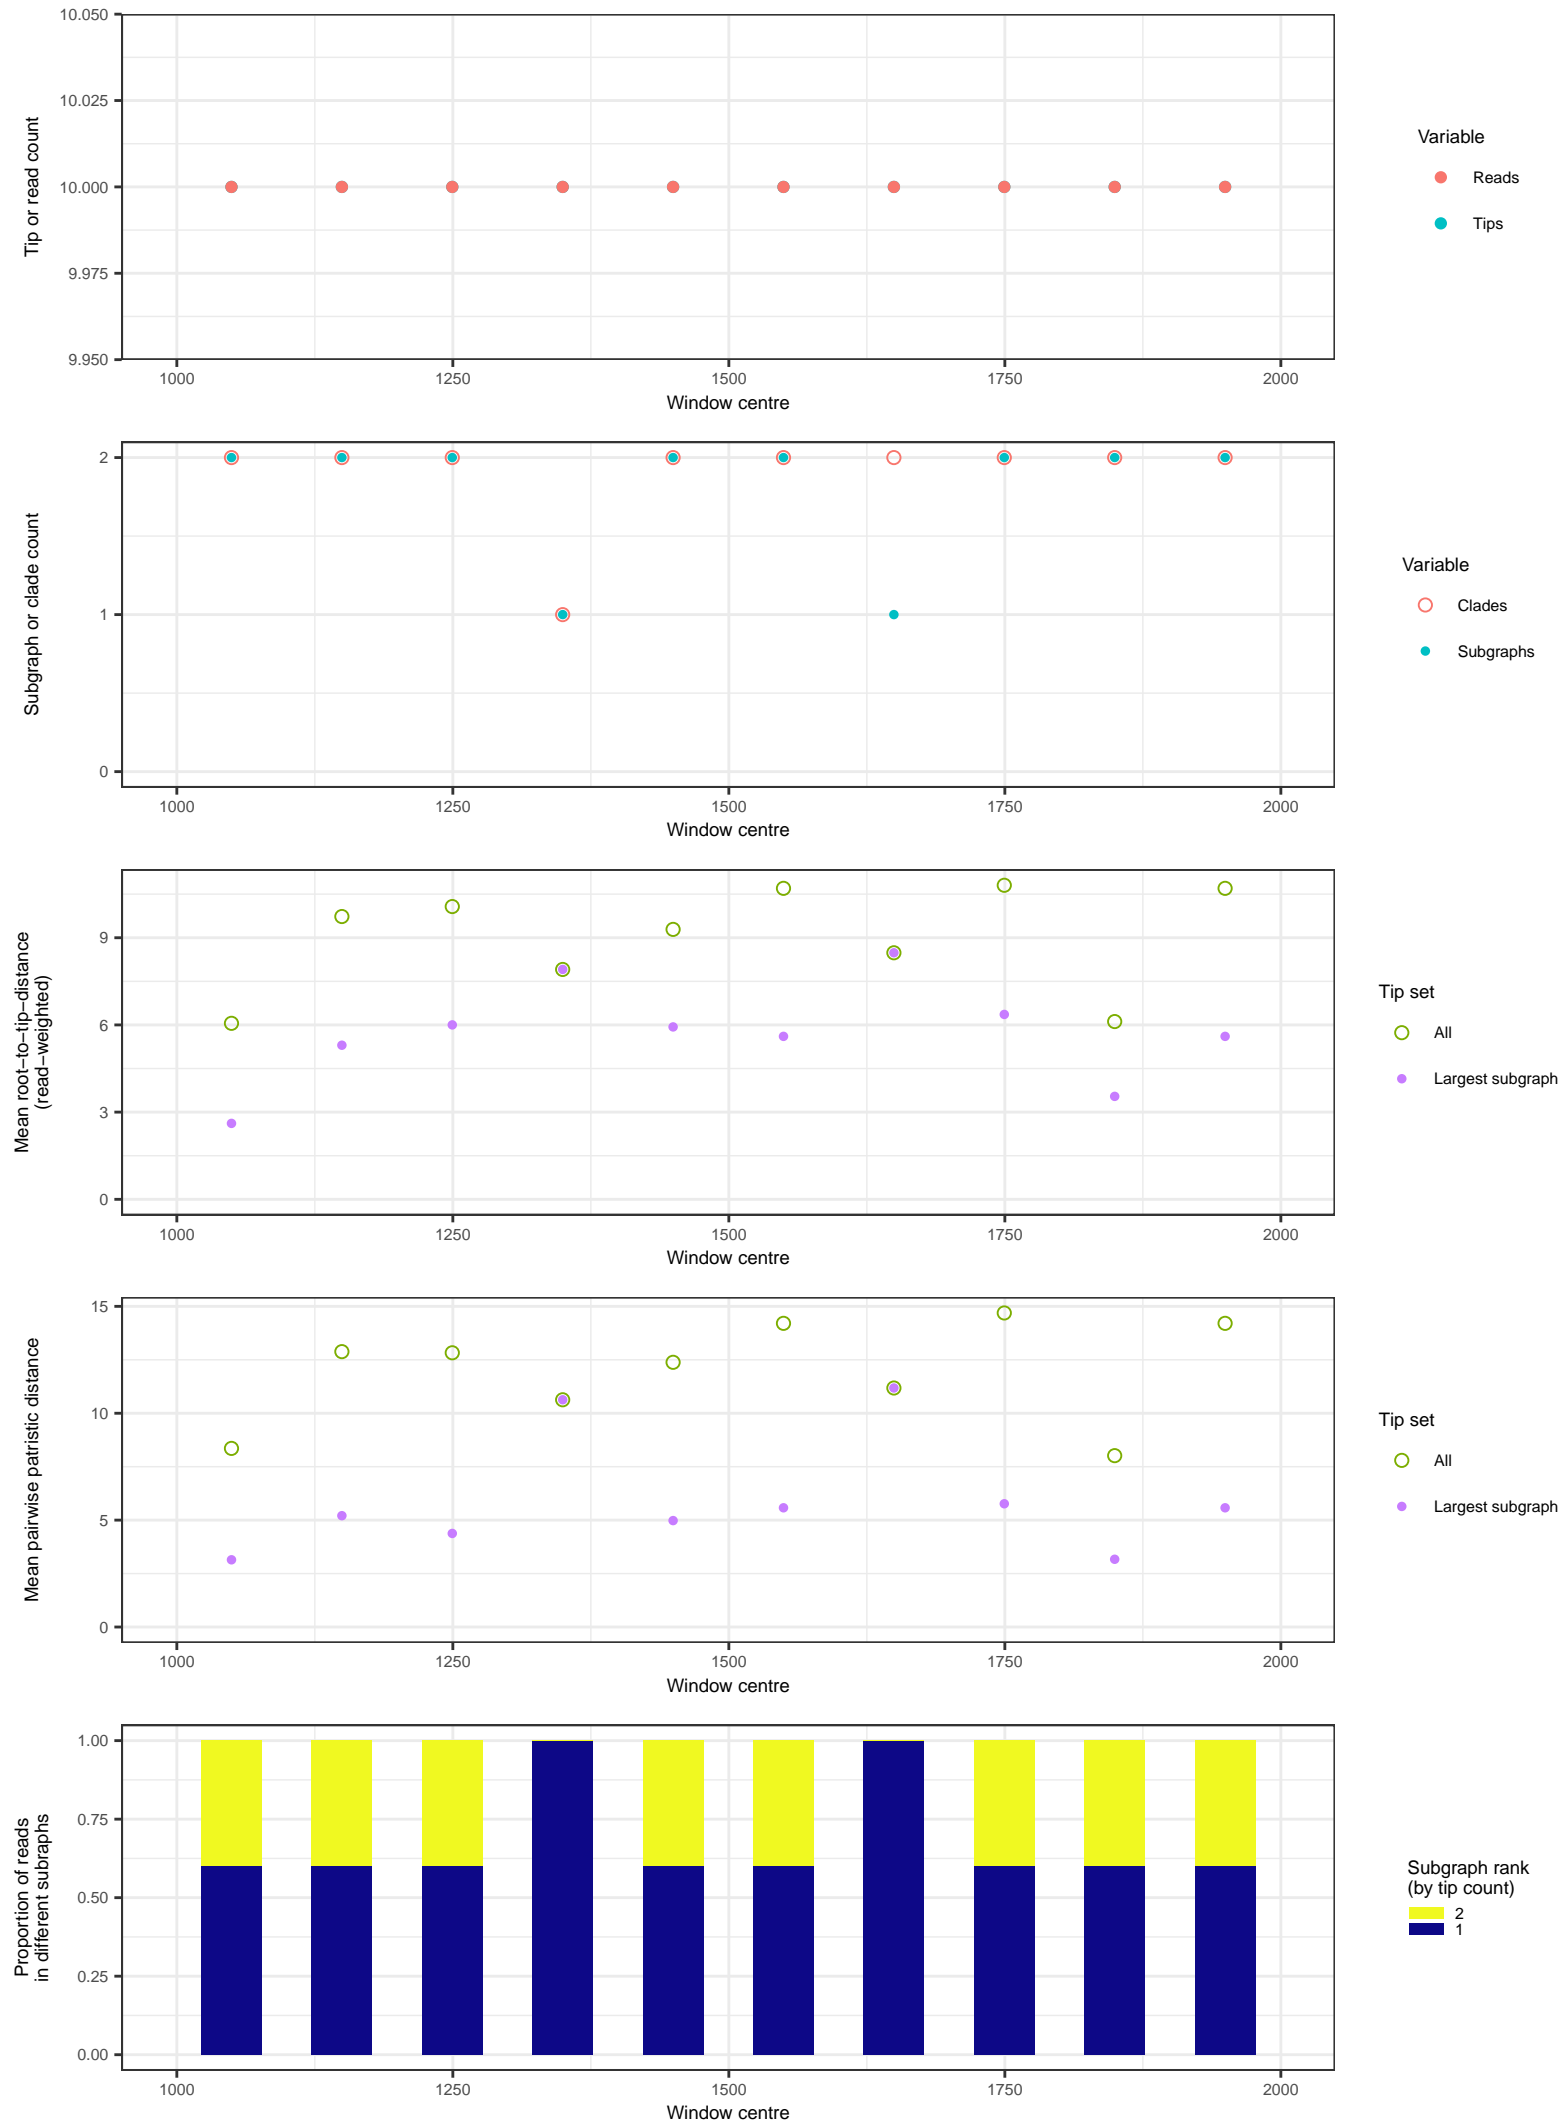 10.050
10.025
10.000
9.975
9.950
Tip or read count
1000
1250
1500
1750
2000
Window centre
Variable
Reads
Tips
2
1
0
Subgraph or clade count
1000
1250
1500
1750
2000
Window centre
Variable
Clades
Subgraphs
9
6
3
0
Mean root−to−tip−distance
(read−weighted)
1000
1250
1500
1750
2000
Window centre
Tip set
All
Largest subgraph
15
10
5
0
Mean pairwise patristic distance
1000
1250
1500
1750
2000
Window centre
Tip set
All
Largest subgraph
1.00
0.75
0.50
0.25
0.00
Proportion of reads
in different subraphs
1000
1250
1500
1750
2000
Window centre
Subgraph rank
(by tip count)
2
1